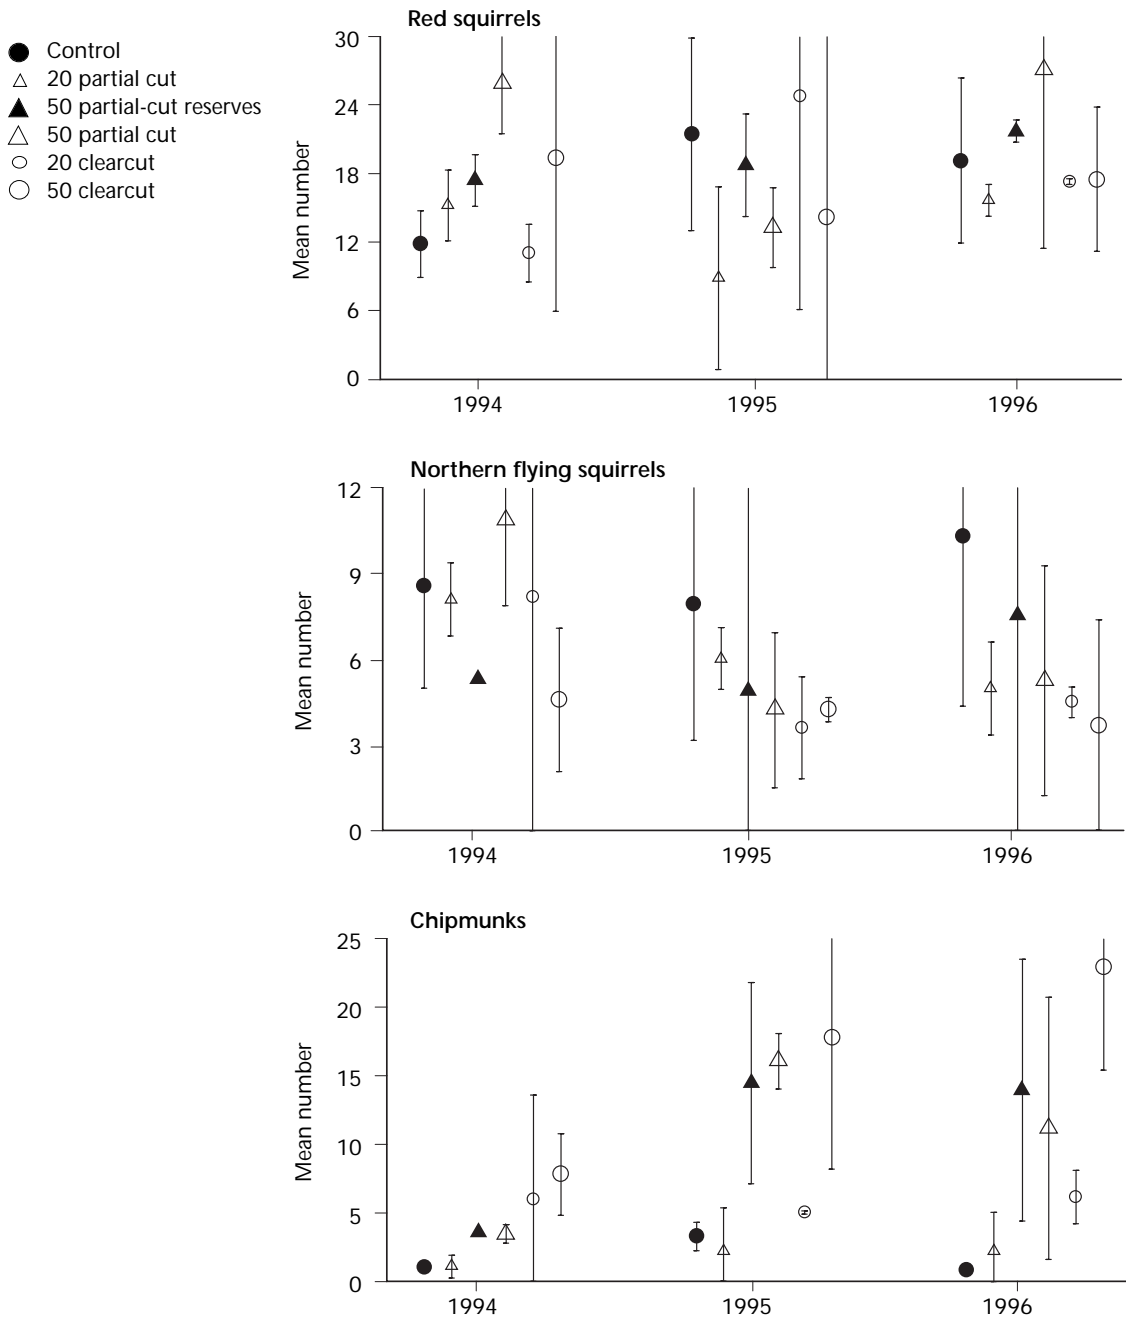 Red squirrels
Control
20 partial cut
50 partial-cut reserves
50 partial cut
20 clearcut
50 clearcut
Mean number
30
24
18
12
6
0
1994 1995 1996
Northern flying squirrels
Mean number
12
9
6
3
0
1994 1995 1996
Chipmunks
Mean number
25
20
15
10
5
0
1994 1995 1996